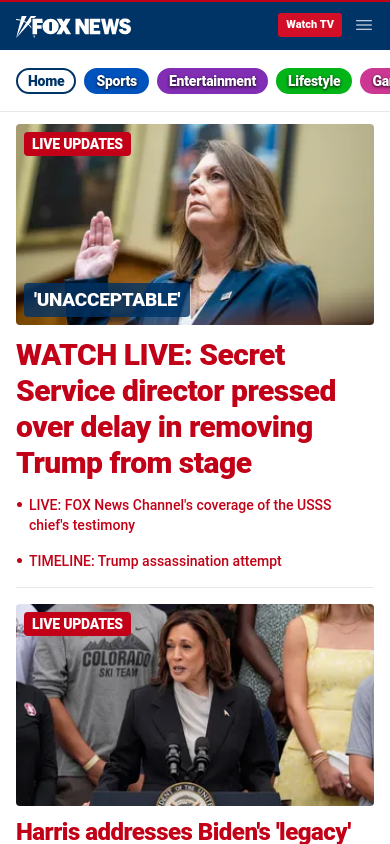 FOX NEWS
Watch TV
Home
Sports
Entertainment
Lifestyle
LIVE UPDATES
'UNACCEPTABLE'
WATCH LIVE: Secret
Service director pressed
over delay in removing
Trump from stage
• LIVE: FOX News Channel's coverage of the USSS
chief's testimony
• TIMELINE: Trump assassination attempt
LIVE UPDATES
COLORADO
SKI TEAM
Harris addresses Biden's 'legacy'